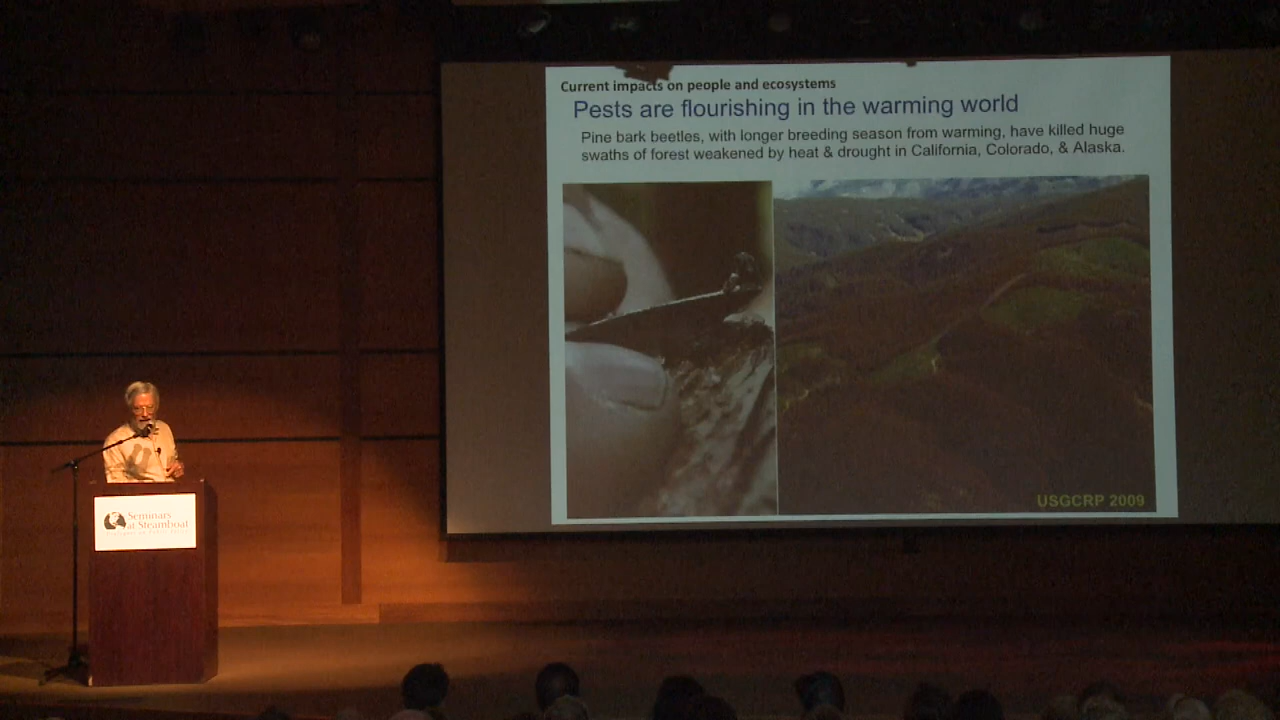 Current impacts on people and ecosystems
Pests are flourishing in the warming world
Pine bark beetles, with longer breeding season from warming, have killed huge
swaths of forest weakened by heat & drought in California, Colorado, & Alaska.
USGCRP 2009
Seminars
at Steamboat